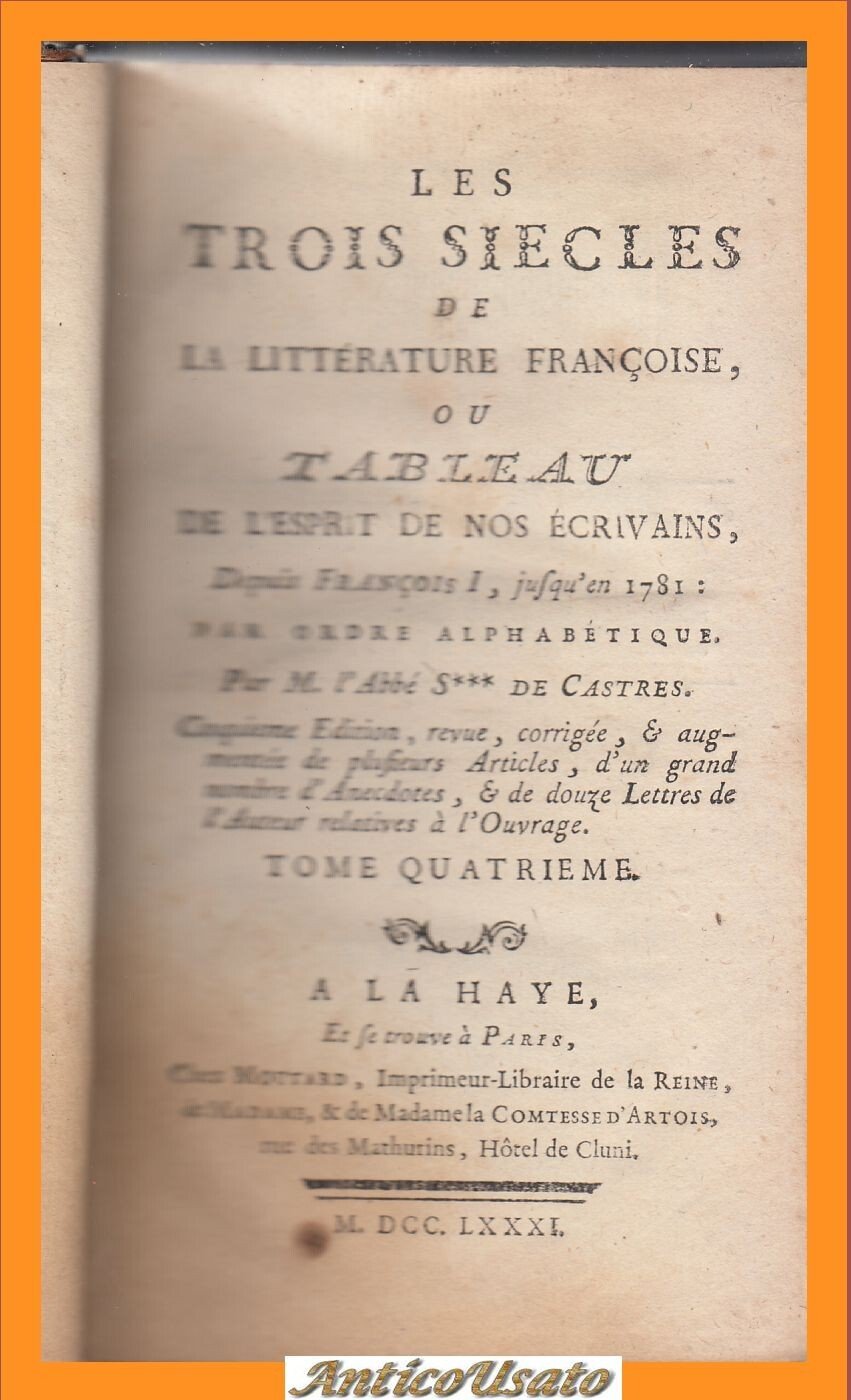 LES
TROIS SIECLES
DE
LA LITTÉRATURE FRANÇOISE,
OU
TABLEAU
DE L'ESPRIT DE NOS ÉCRIVAINS,
Depuis FRANÇOIS I, juſqu'en 1781 :
PAR ORDRE ALPHABÉTIQUE.
Par M. l'Abbé S*** DE CASTRES.
Cinquieme Edition, revue, corrigée, & aug-
mentée de pluſieurs Articles, d'un grand
nombre d'Anecdotes, & de douze Lettres de
l'Auteur relatives à l'Ouvrage.
TOME QUATRIEME.
A LA HAYE,
Et ſe trouve à PARIS,
Chez MOUTARD, Imprimeur-Libraire de la REINE,
de MADAME, & de Madame la COMTESSE D'ARTOIS,
rue des Mathurins, Hôtel de Cluni.
M. DCC. LXXXI.
AnticoUsato